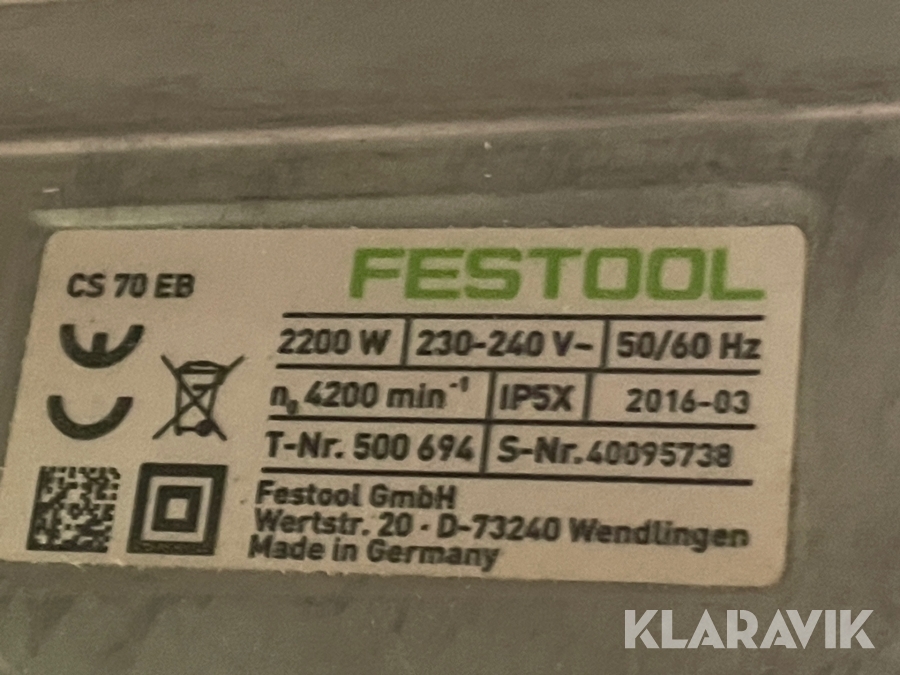 CS 70 EB
FESTOOL
2200 W 230-240 V~ 50/60 Hz
n₀ 4200 min⁻¹ IP5X 2016-03
T-Nr. 500 694 S-Nr. 40095738
Festool GmbH
Wertstr. 20 · D-73240 Wendlingen
Made in Germany
KLARAVIK